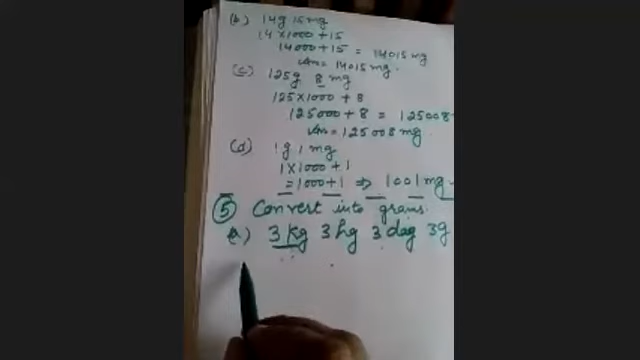 (b) 14g 15mg
14 x 1000 + 15
14000 + 15 = 14015 mg
Ans = 14015 mg.
(c) 125g 8 mg
125 x 1000 + 8
125000 + 8 = 125008
Ans = 125008 mg.
(d) 1g 1 mg
1 x 1000 + 1
= 1000 + 1 ⇒ 1001 mg
⑤ Convert into grams.
(a) 3 kg 3 hg 3 dag 3g